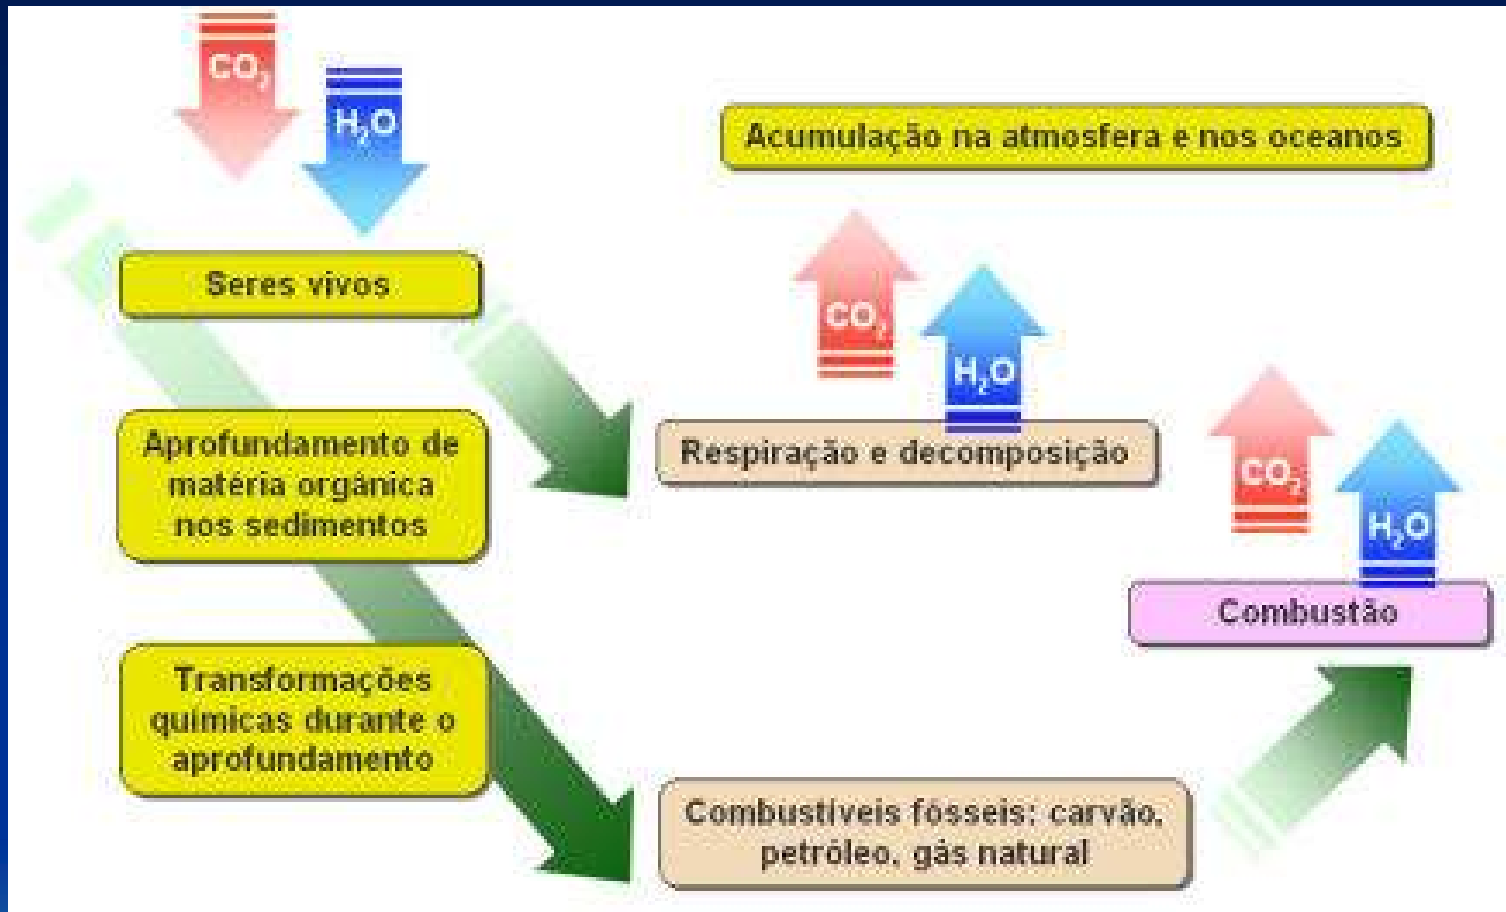 CO₂
H₂O
Acumulação na atmosfera e nos oceanos
Seres vivos
CO₂
H₂O
Aprofundamento de
matéria orgânica
nos sedimentos
Respiração e decomposição
CO₂
H₂O
Combustão
Transformações
químicas durante o
aprofundamento
Combustíveis fósseis: carvão,
petróleo, gás natural